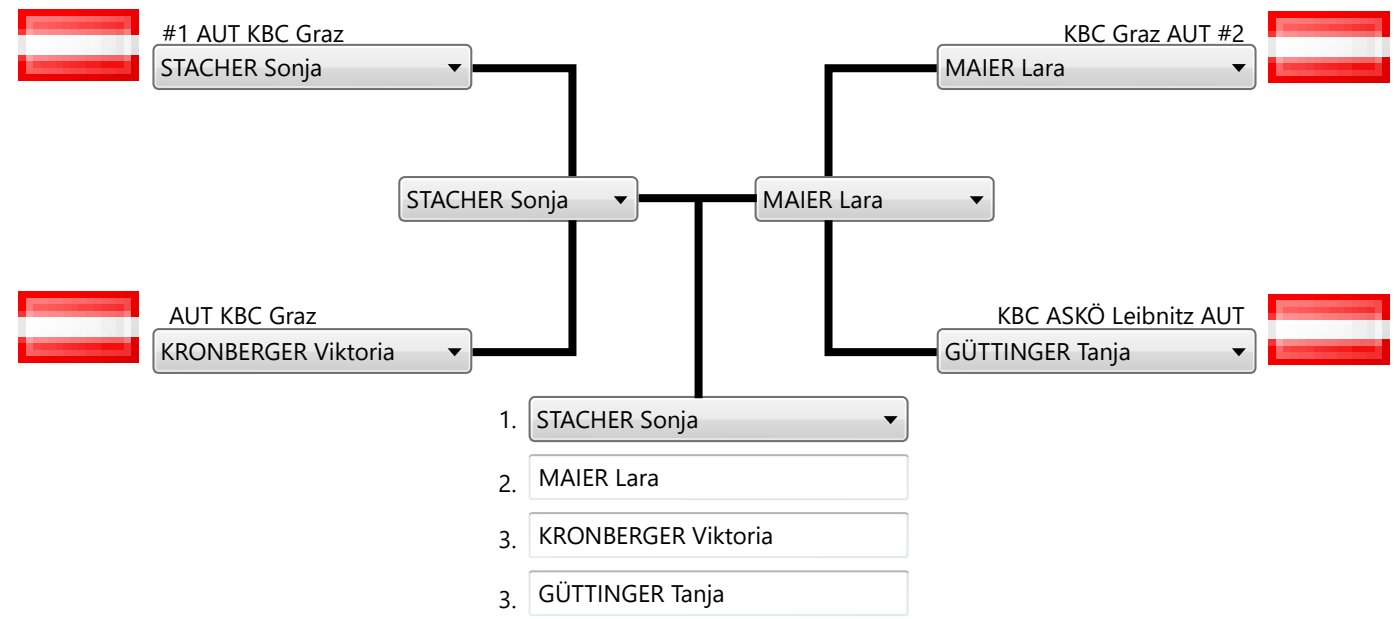 #1 AUT KBC Graz
KBC Graz AUT #2
STACHER Sonja
MAIER Lara
STACHER Sonja
MAIER Lara
AUT KBC Graz
KBC ASKÖ Leibnitz AUT
KRONBERGER Viktoria
GÜTTINGER Tanja
1. STACHER Sonja
2. MAIER Lara
3. KRONBERGER Viktoria
3. GÜTTINGER Tanja